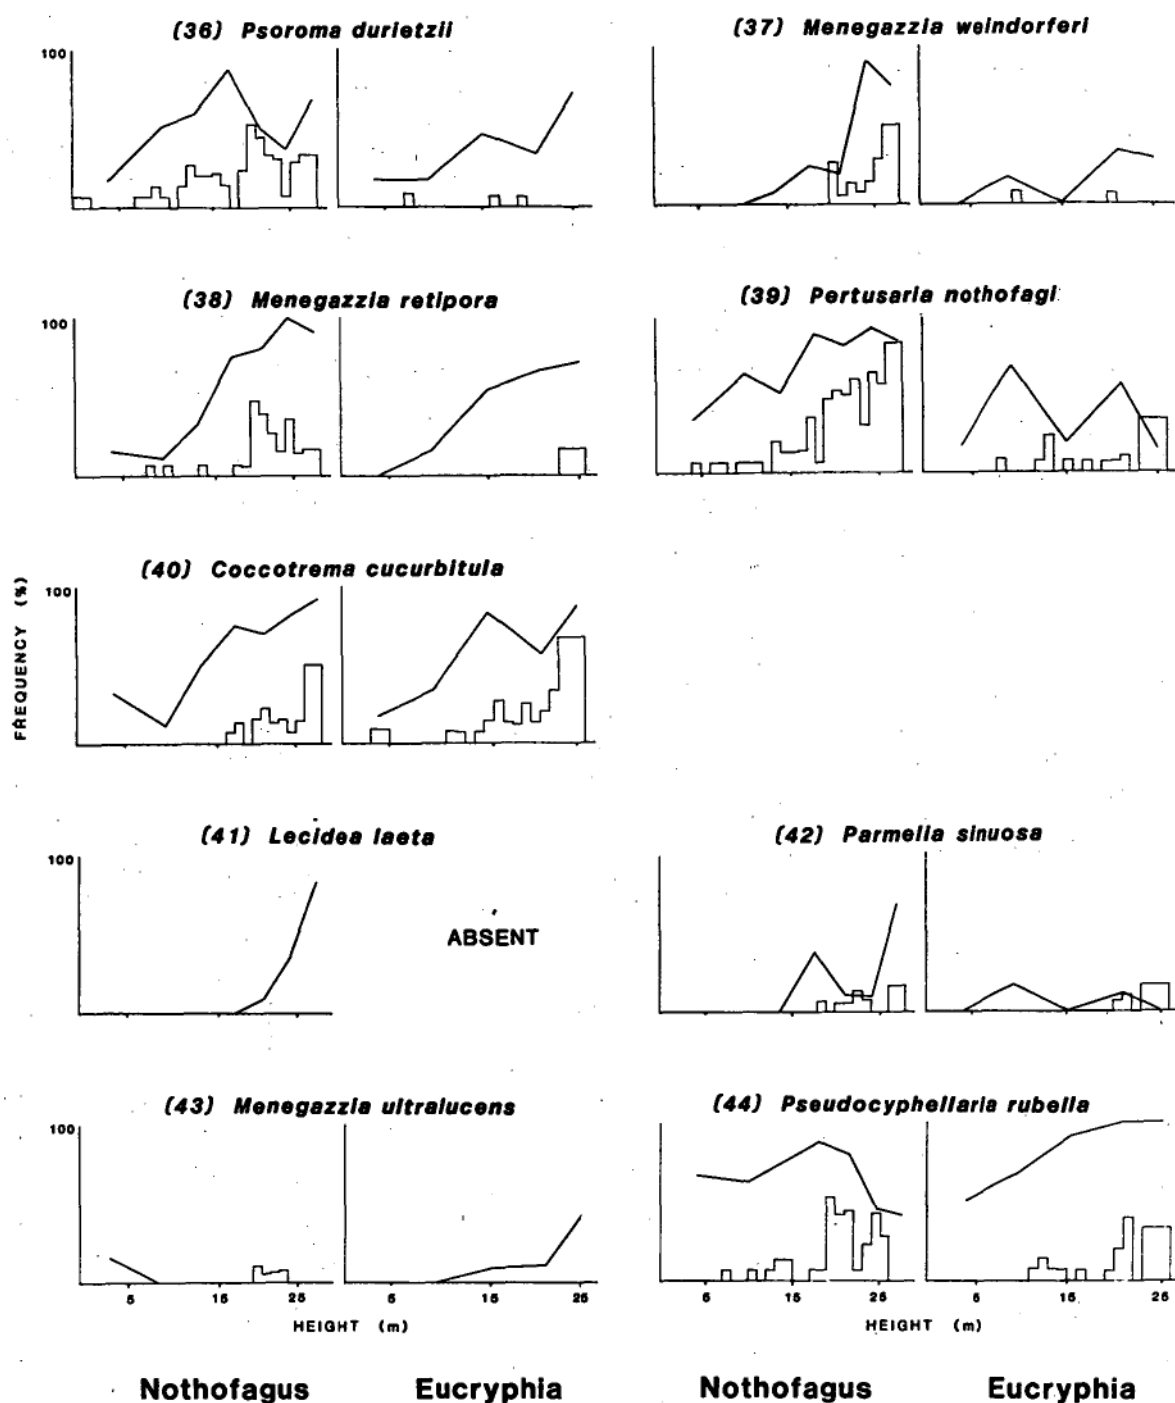 (36) Psoroma durietzii
(37) Menegazzia weindorferi
100
(38) Menegazzia retipora
(39) Pertusaria nothofagi
100
(40) Coccotrema cucurbitula
100
FREQUENCY (%)
(41) Lecidea laeta
(42) Parmelia sinuosa
100
ABSENT
(43) Menegazzia ultralucens
(44) Pseudocyphellaria rubella
100
5 15 25 5 15 25 5 15 25 5 15 25
HEIGHT (m) HEIGHT (m)
Nothofagus Eucryphia Nothofagus Eucryphia